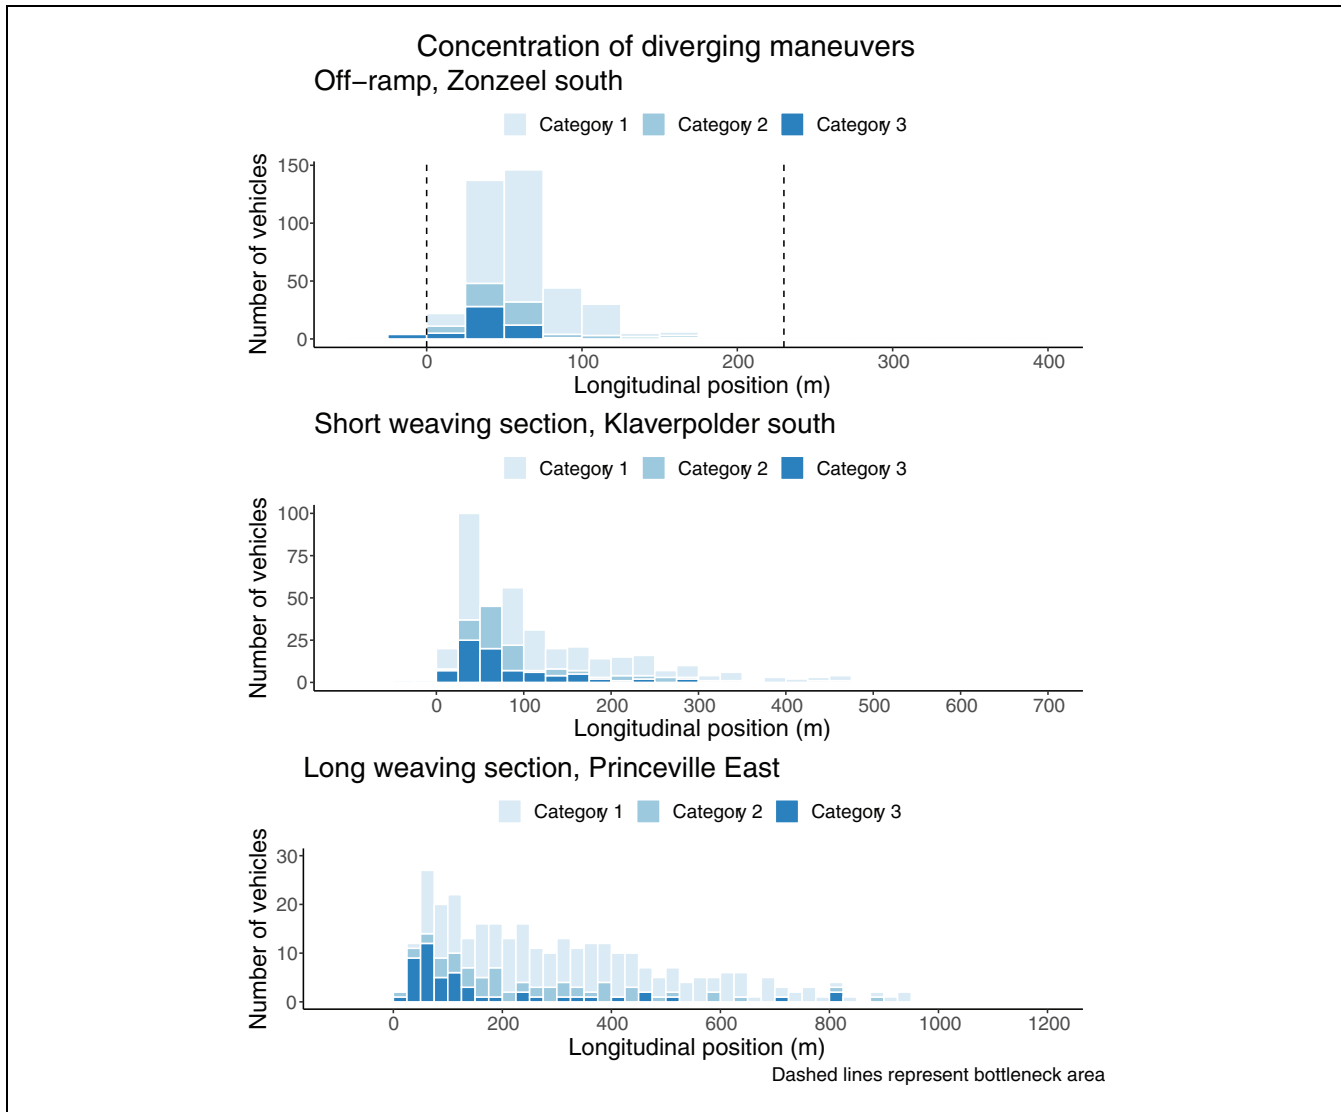 Concentration of diverging maneuvers
Off−ramp, Zonzeel south
Category 1 Category 2 Category 3
Number of vehicles
150
100
50
0
0 100 200 300 400
Longitudinal position (m)
Short weaving section, Klaverpolder south
Category 1 Category 2 Category 3
Number of vehicles
100
75
50
25
0
0 100 200 300 400 500 600 700
Longitudinal position (m)
Long weaving section, Princeville East
Category 1 Category 2 Category 3
Number of vehicles
30
20
10
0
0 200 400 600 800 1000 1200
Longitudinal position (m)
Dashed lines represent bottleneck area